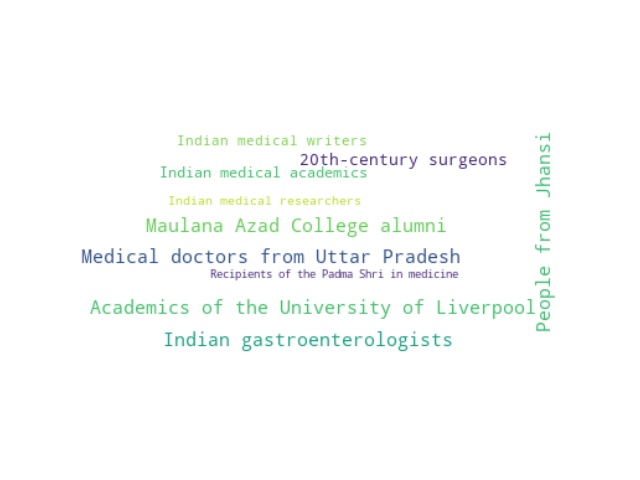 Indian medical writers
20th-century surgeons
Indian medical academics
Indian medical researchers
Maulana Azad College alumni
Medical doctors from Uttar Pradesh
Recipients of the Padma Shri in medicine
Academics of the University of Liverpool
Indian gastroenterologists
People from Jhansi